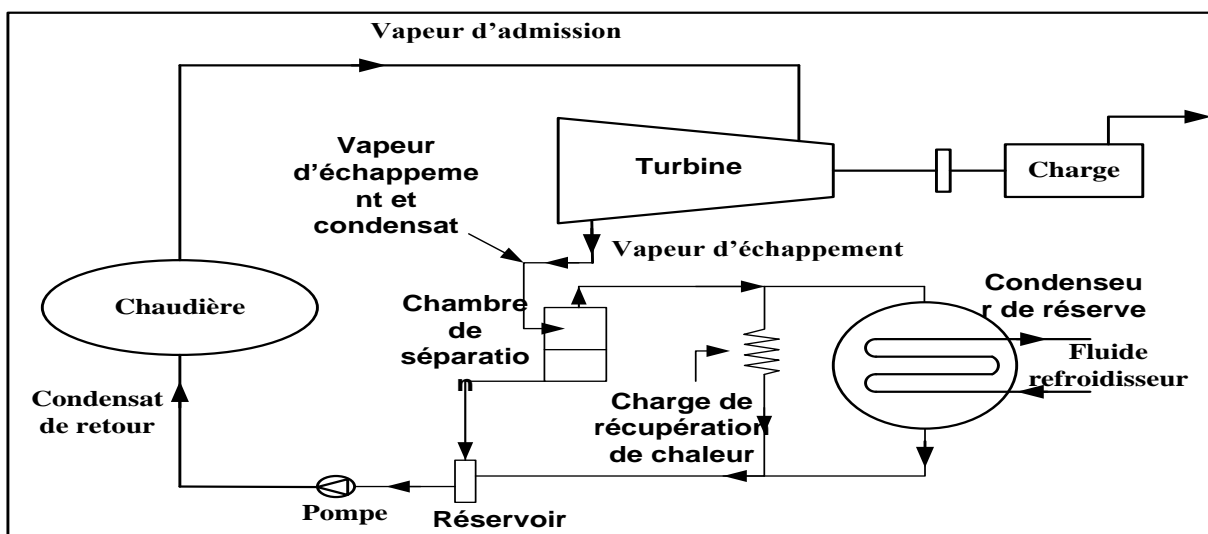 Vapeur d'admission
Vapeur
d'échappeme
nt et
condensat
Turbine
Charge
Vapeur d'échappement
Chaudière
Chambre
de
séparatio
n
Condenseu
r de réserve
Fluide
refroidisseur
Condensat
de retour
Charge de
récupération
de chaleur
Pompe
Réservoir